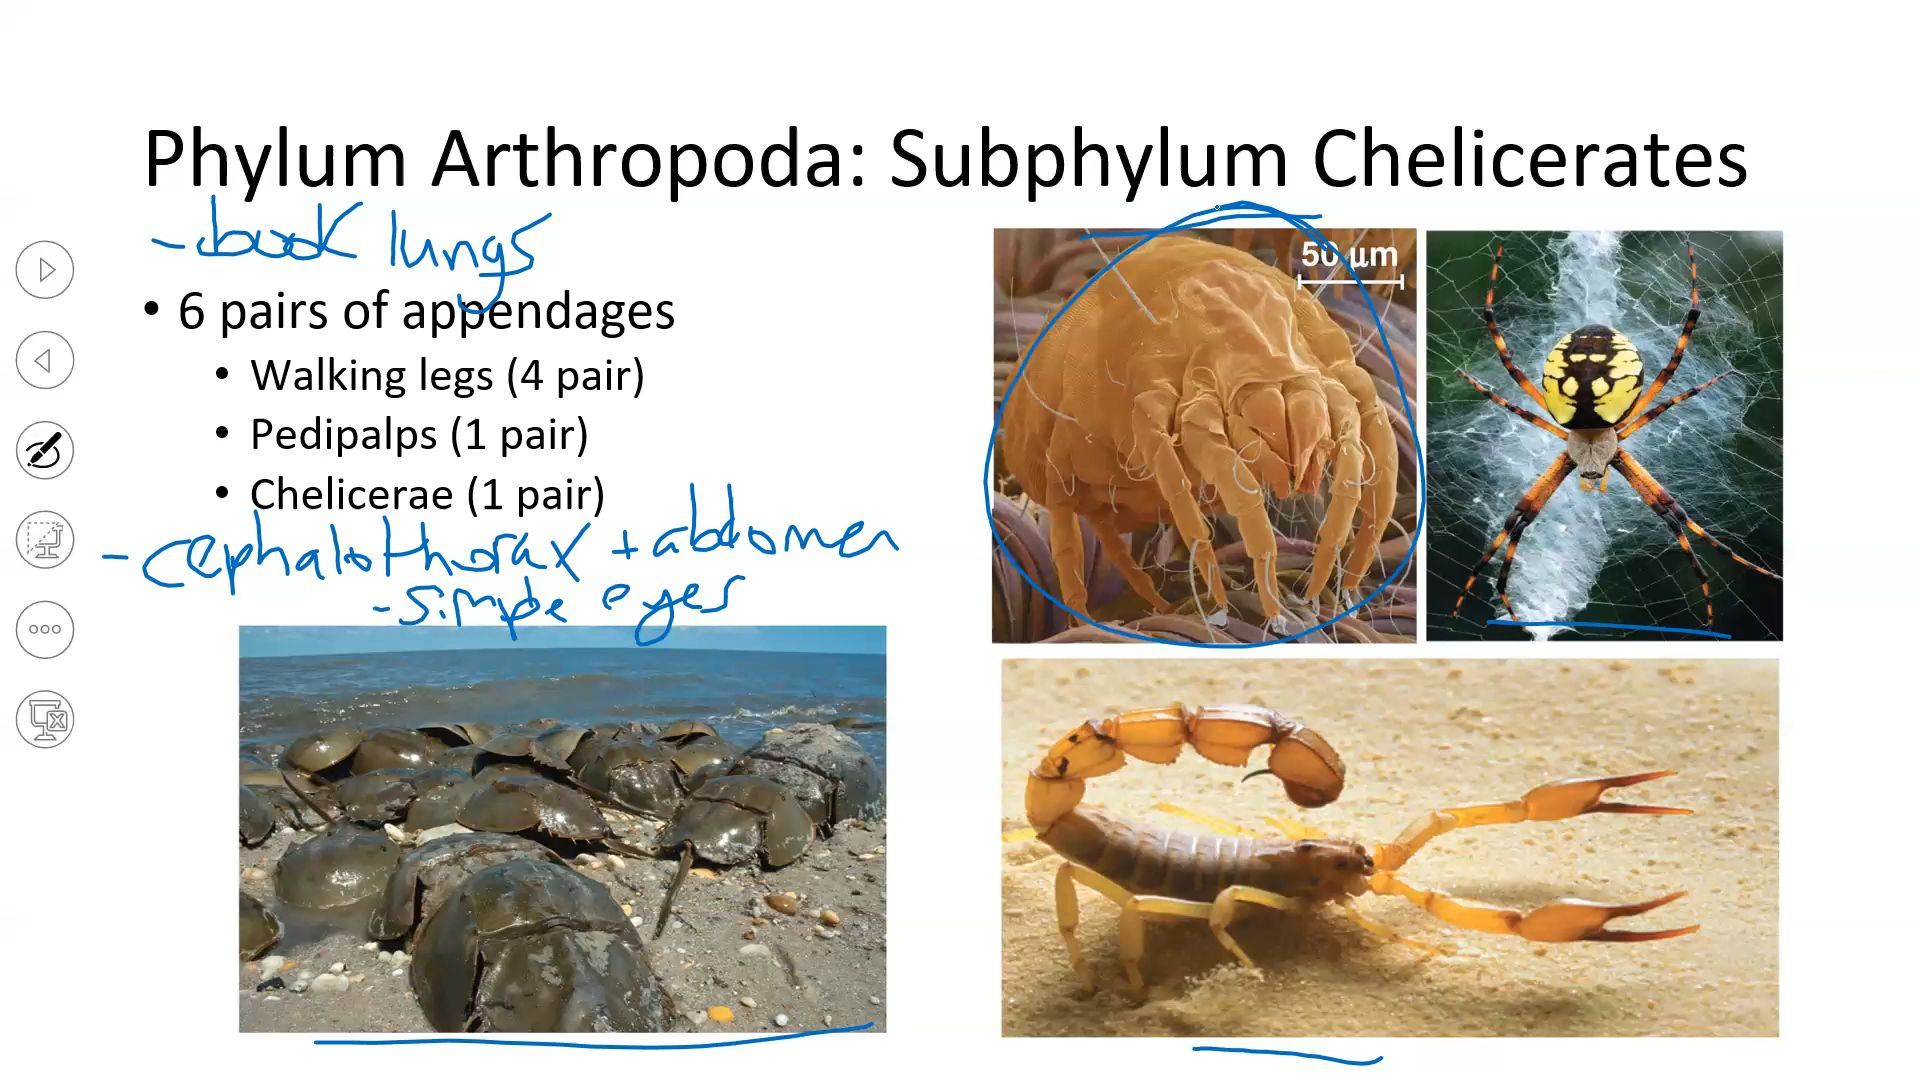 Phylum Arthropoda: Subphylum Chelicerates
- book lungs
• 6 pairs of appendages
• Walking legs (4 pair)
• Pedipalps (1 pair)
• Chelicerae (1 pair)
- cephalothorax + abdomen
- simple eyes
50 µm